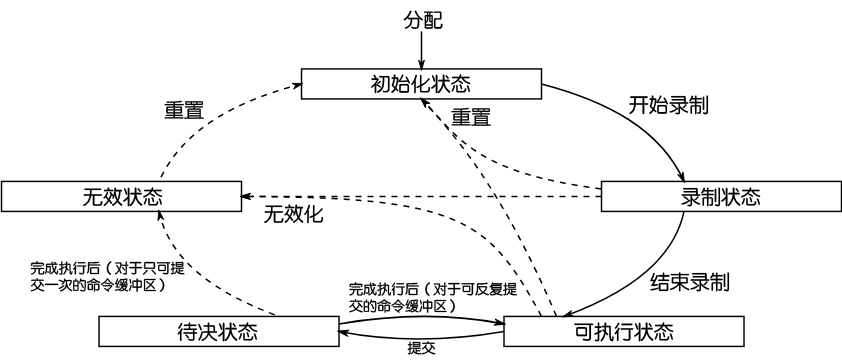 分配
初始化状态
重置
重置
开始录制
无效状态
录制状态
无效化
完成执行后（对于只可提
交一次的命令缓冲区）
完成执行后（对于可反复提
交的命令缓冲区）
结束录制
待决状态
可执行状态
提交